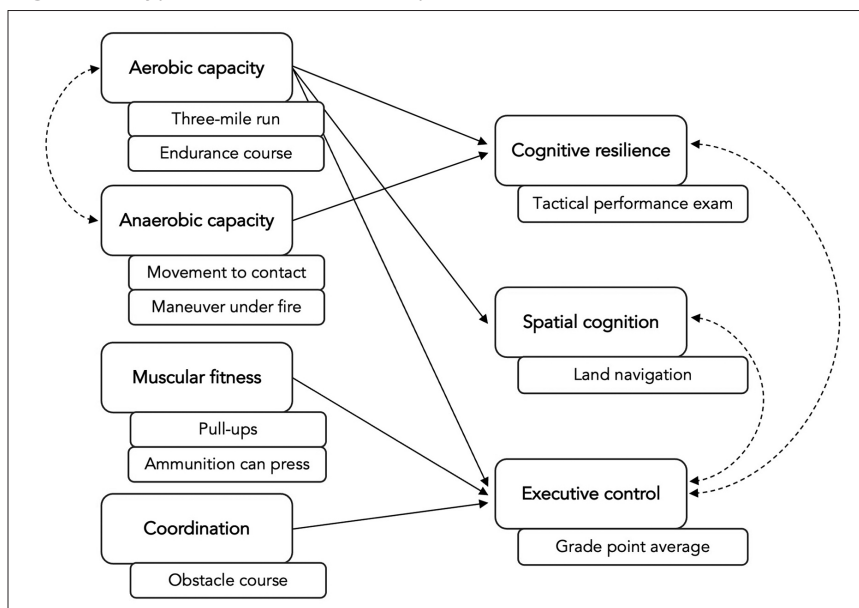 Aerobic capacity
Three-mile run
Endurance course
Anaerobic capacity
Movement to contact
Maneuver under fire
Muscular fitness
Pull-ups
Ammunition can press
Coordination
Obstacle course
Cognitive resilience
Tactical performance exam
Spatial cognition
Land navigation
Executive control
Grade point average